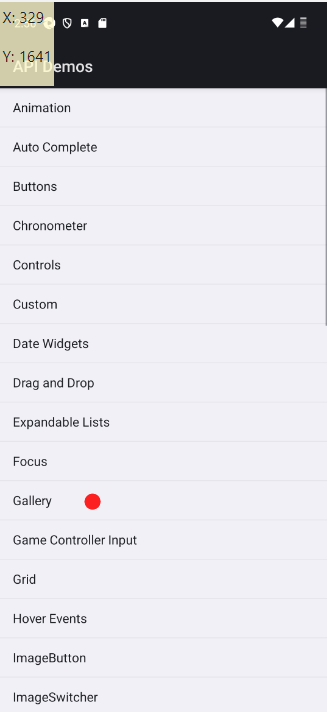 X: 329
Y: 1641
API Demos
Animation
Auto Complete
Buttons
Chronometer
Controls
Custom
Date Widgets
Drag and Drop
Expandable Lists
Focus
Gallery
Game Controller Input
Grid
Hover Events
ImageButton
ImageSwitcher